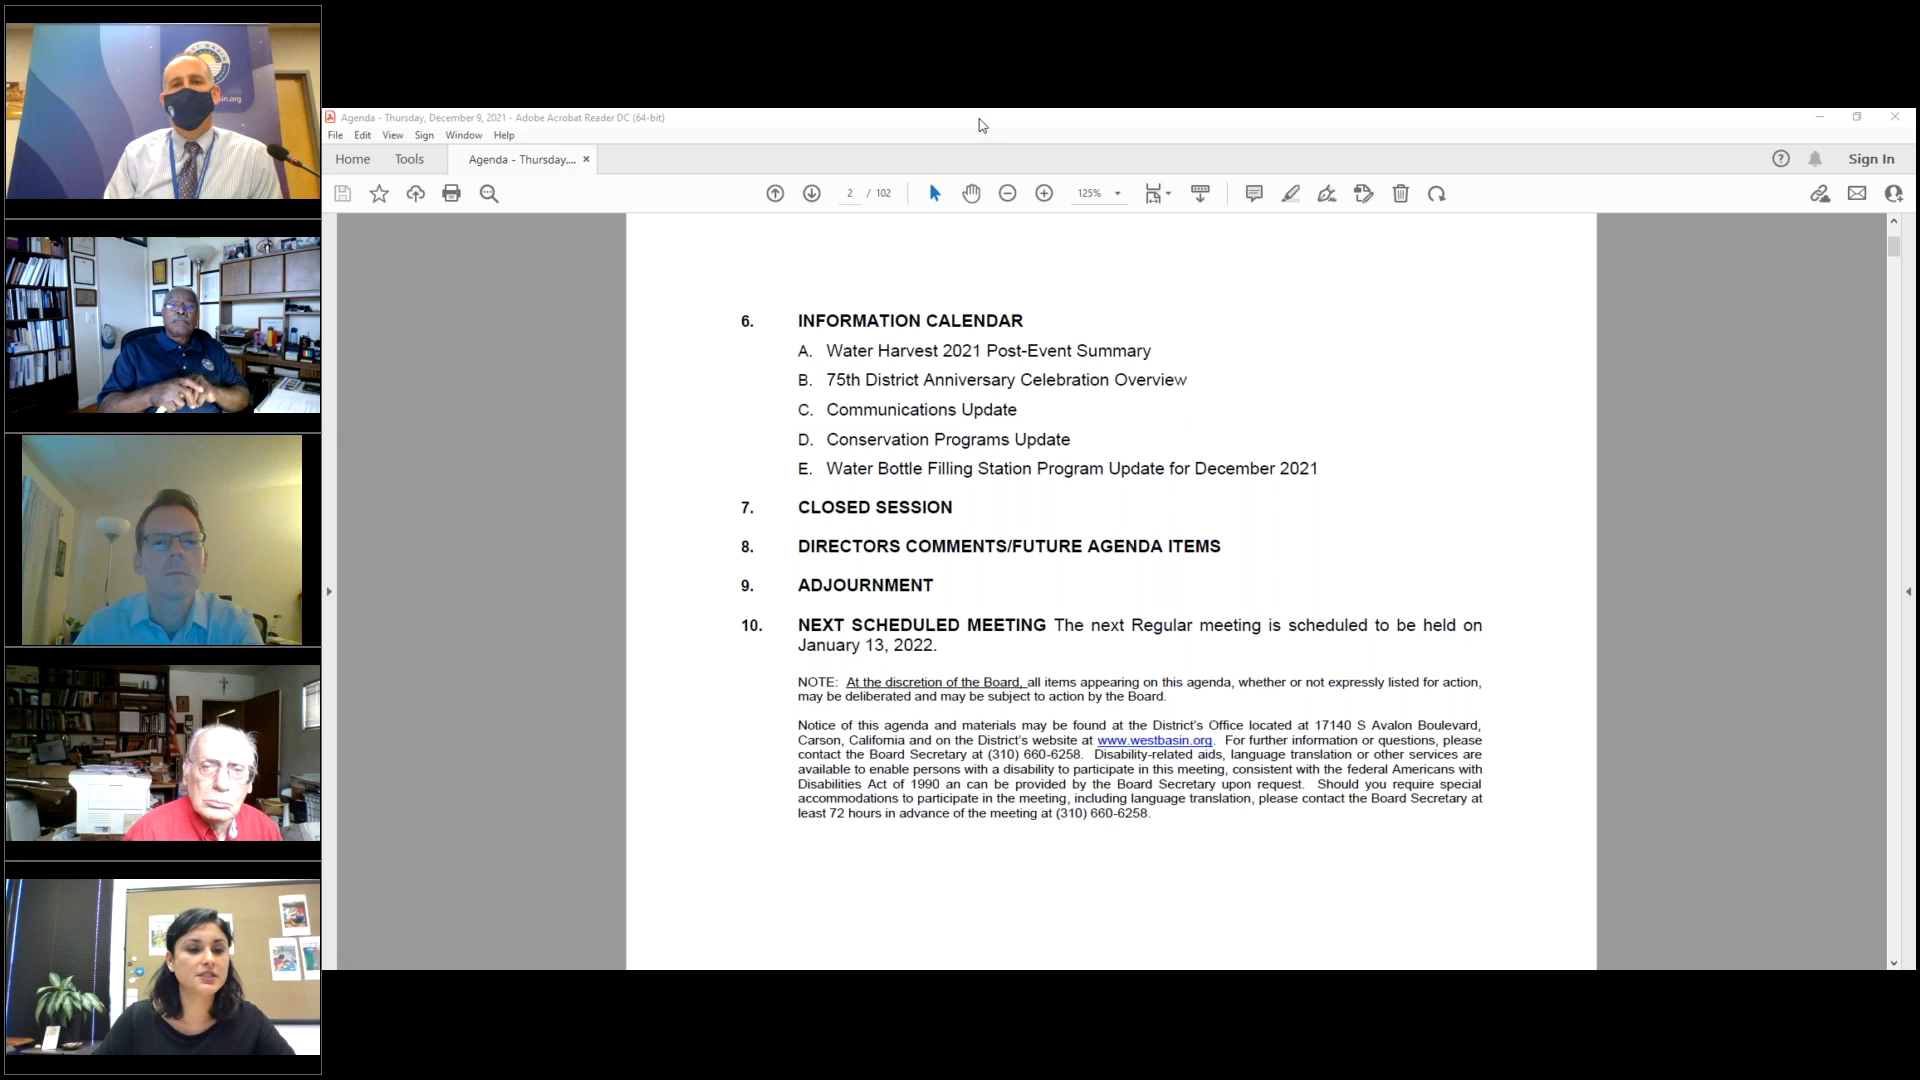 ST BASIN
sin.org
Agenda - Thursday, December 9, 2021 - Adobe Acrobat Reader DC (64-bit)
File Edit View Sign Window Help
Home Tools Agenda - Thursday,... × Sign In
2 / 102 125%
6. INFORMATION CALENDAR
A. Water Harvest 2021 Post-Event Summary
B. 75th District Anniversary Celebration Overview
C. Communications Update
D. Conservation Programs Update
E. Water Bottle Filling Station Program Update for December 2021
7. CLOSED SESSION
8. DIRECTORS COMMENTS/FUTURE AGENDA ITEMS
9. ADJOURNMENT
10. NEXT SCHEDULED MEETING The next Regular meeting is scheduled to be held on
January 13, 2022.
NOTE: At the discretion of the Board, all items appearing on this agenda, whether or not expressly listed for action,
may be deliberated and may be subject to action by the Board.
Notice of this agenda and materials may be found at the District's Office located at 17140 S Avalon Boulevard,
Carson, California and on the District's website at www.westbasin.org. For further information or questions, please
contact the Board Secretary at (310) 660-6258. Disability-related aids, language translation or other services are
available to enable persons with a disability to participate in this meeting, consistent with the federal Americans with
Disabilities Act of 1990 an can be provided by the Board Secretary upon request. Should you require special
accommodations to participate in the meeting, including language translation, please contact the Board Secretary at
least 72 hours in advance of the meeting at (310) 660-6258.